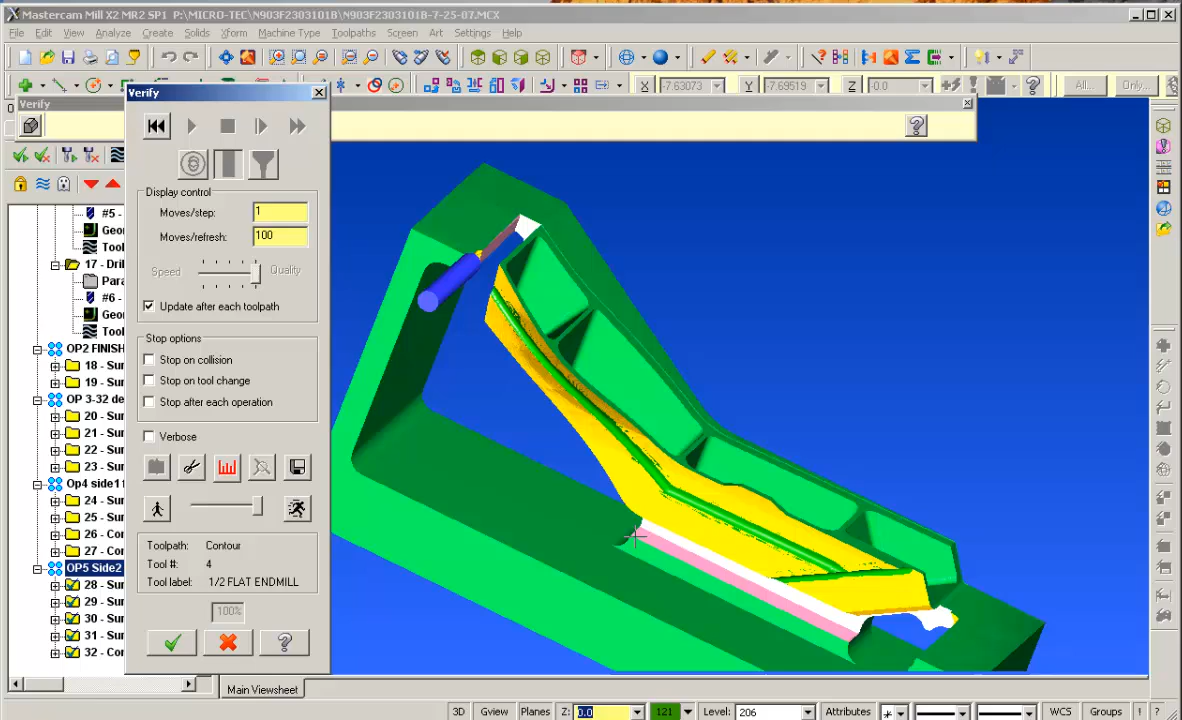 Mastercam Mill X2 MR2 SP1 P:\MICRO-TEC\N903F2303101B\N903F2303101B-7-25-07.MCX
File Edit View Analyze Create Solids Xform Machine Type Toolpaths Screen Art Settings Help
X -7.63073 Y -7.69519 Z -0.0 All... Only...
Verify
Verify
Display control
Moves/step: 1
Moves/refresh: 100
Speed Quality
Update after each toolpath
Stop options
Stop on collision
Stop on tool change
Stop after each operation
Verbose
Toolpath: Contour
Tool #: 4
Tool label: 1/2 FLAT ENDMILL
100%
#5 -
Geo
Tool
17 - Dril
Para
#6 -
Geo
Tool
OP2 FINISH
18 - Sur
19 - Sur
OP 3-32 de
20 - Sur
21 - Sur
22 - Sur
23 - Sur
Op4 side11
24 - Sur
25 - Sur
26 - Cor
27 - Cor
OP5 Side2
28 - Sur
29 - Sur
30 - Sur
31 - Sur
32 - Cor
Main Viewsheet
3D Gview Planes Z: 0.0 121 Level: 206 Attributes WCS Groups ! ?